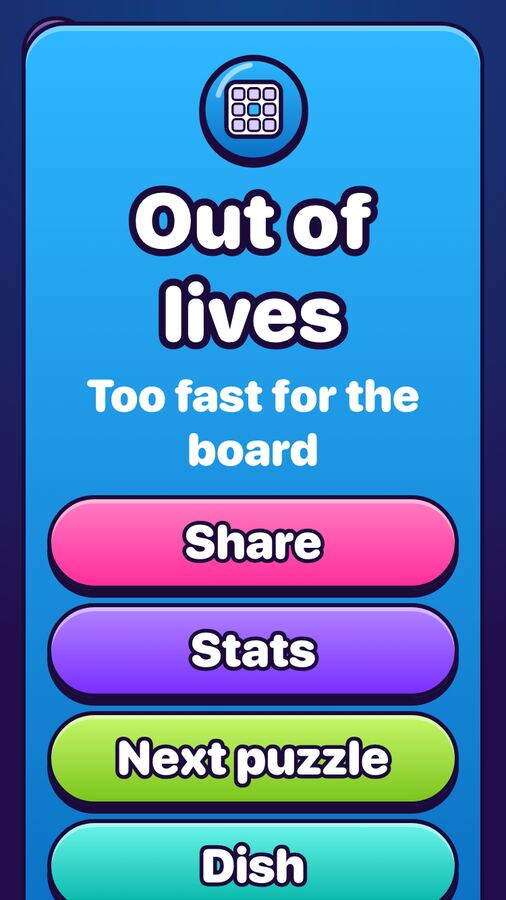 Out of
lives
Too fast for the
board
Share
Stats
Next puzzle
Dish